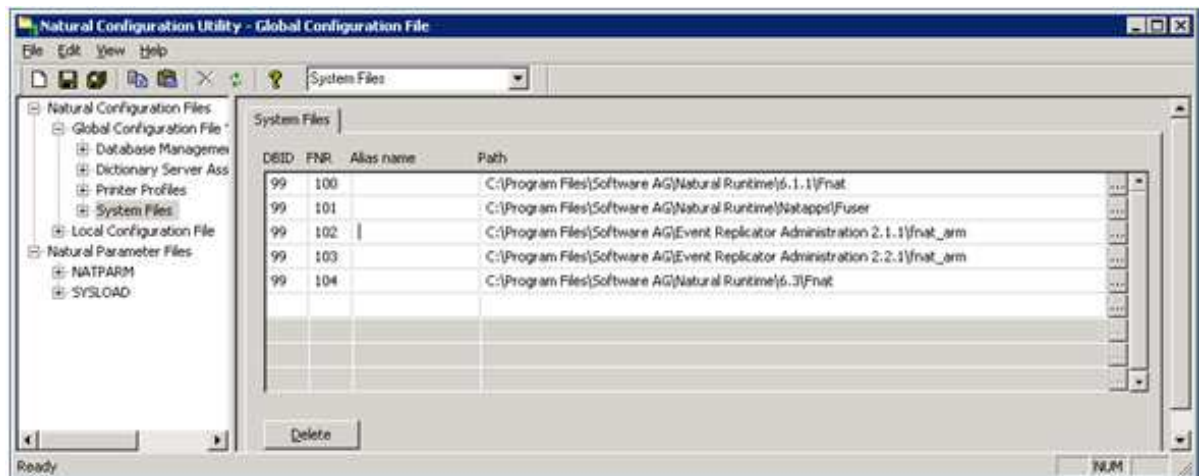 Natural Configuration Utility - Global Configuration File
File Edit View Help
System Files
Natural Configuration Files
Global Configuration File *
Database Managemen
Dictionary Server Ass
Printer Profiles
System Files
Local Configuration File
Natural Parameter Files
NATPARM
SYSLOAD
System Files
DBID FNR Alias name Path
99 100 C:\Program Files\Software AG\Natural Runtime\6.1.1\Fnat ...
99 101 C:\Program Files\Software AG\Natural Runtime\Natapps\Fuser ...
99 102 C:\Program Files\Software AG\Event Replicator Administration 2.1.1\fnat_arm ...
99 103 C:\Program Files\Software AG\Event Replicator Administration 2.2.1\fnat_arm ...
99 104 C:\Program Files\Software AG\Natural Runtime\6.3\Fnat ...
...
...
...
...
Delete
Ready NUM